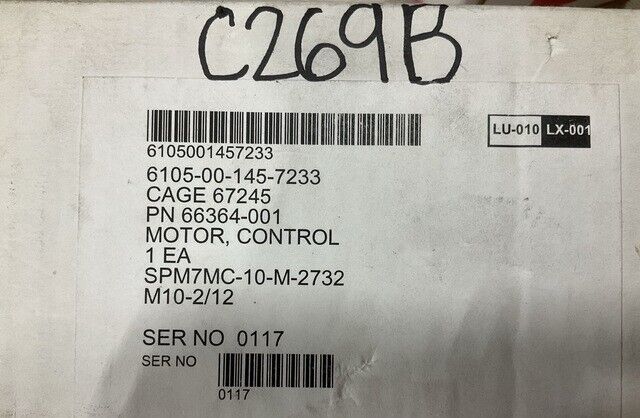 C269B
LU-010 LX-001
6105001457233
6105-00-145-7233
CAGE 67245
PN 66364-001
MOTOR, CONTROL
1 EA
SPM7MC-10-M-2732
M10-2/12
SER NO 0117
SER NO
0117